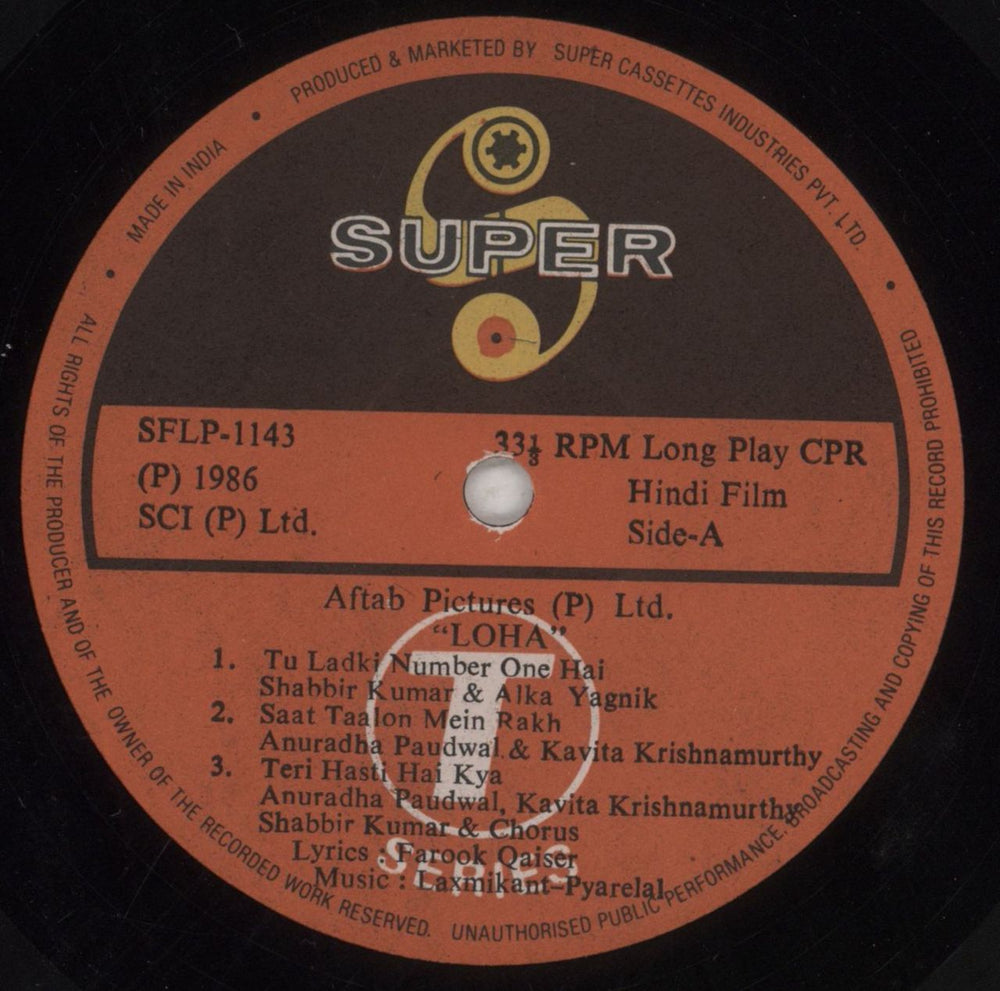 MADE IN INDIA • PRODUCED & MARKETED BY SUPER CASSETTES INDUSTRIES PVT. LTD. •
SUPER
SFLP-1143
(P) 1986
SCI (P) Ltd.
33⅓ RPM Long Play CPR
Hindi Film
Side-A
Aftab Pictures (P) Ltd.
"LOHA"
1. Tu Ladki Number One Hai
Shabbir Kumar & Alka Yagnik
2. Saat Taalon Mein Rakh
Anuradha Paudwal & Kavita Krishnamurthy
3. Teri Hasti Hai Kya
Anuradha Paudwal, Kavita Krishnamurthy
Shabbir Kumar & Chorus
Lyrics : Farook Qaiser
Music : Laxmikant-Pyarelal
T
SERIES
ALL RIGHTS OF THE PRODUCER AND OF THE OWNER OF THE RECORDED WORK RESERVED. UNAUTHORISED PUBLIC PERFORMANCE, BROADCASTING AND COPYING OF THIS RECORD PROHIBITED